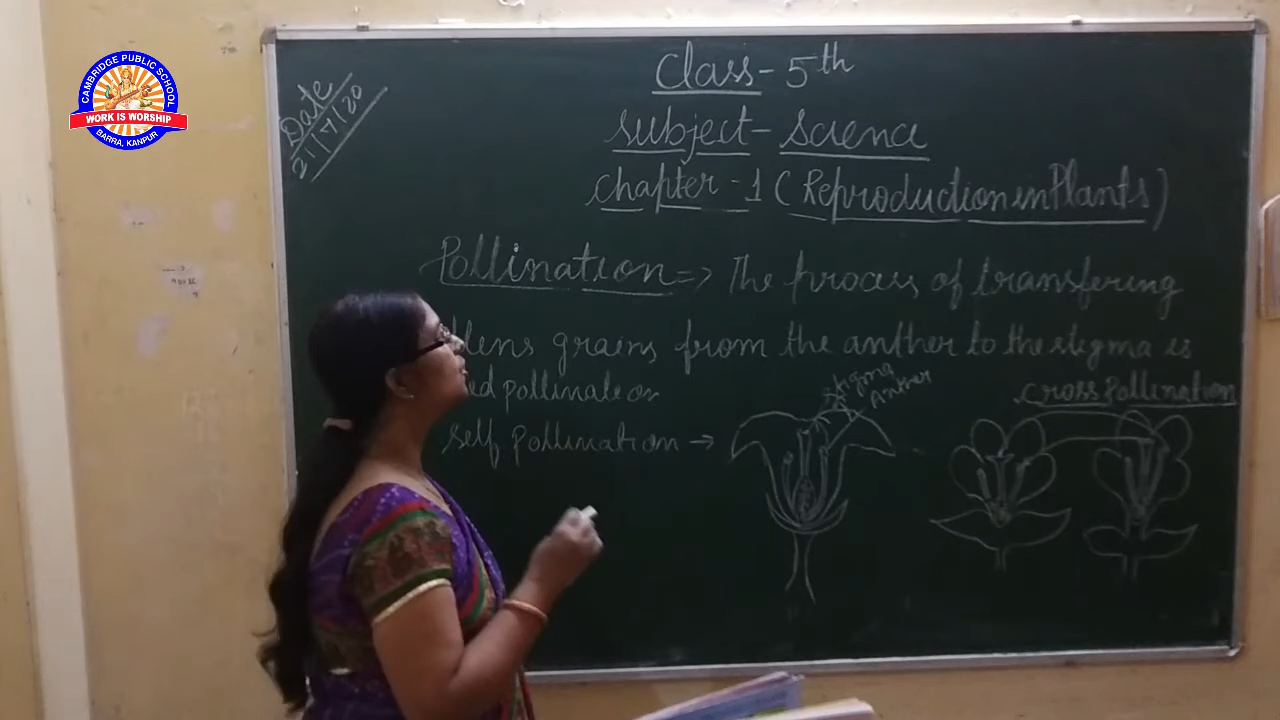 CAMBRIDGE PUBLIC SCHOOL
WORK IS WORSHIP
BARRA, KANPUR
Date
21/7/20
Class - 5th
Subject - Science
Chapter - 1 (Reproduction in Plants)
Pollination => The process of transfering
grains from the anther to the stigma is
pollination
Stigma
Anther
Cross Pollination
Self pollination →